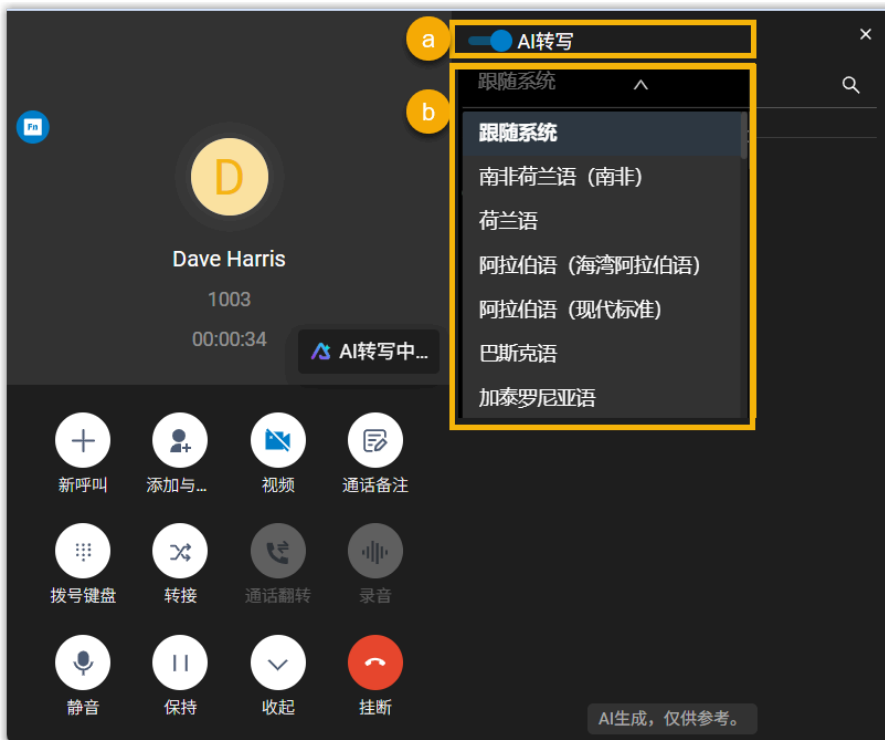 a
AI转写
b
跟随系统
跟随系统
南非荷兰语（南非）
荷兰语
阿拉伯语（海湾阿拉伯语）
阿拉伯语（现代标准）
巴斯克语
加泰罗尼亚语
Fn
D
Dave Harris
1003
00:00:34
AI转写中...
新呼叫
添加与...
视频
通话备注
拨号键盘
转接
通话翻转
录音
静音
保持
收起
挂断
AI生成，仅供参考。